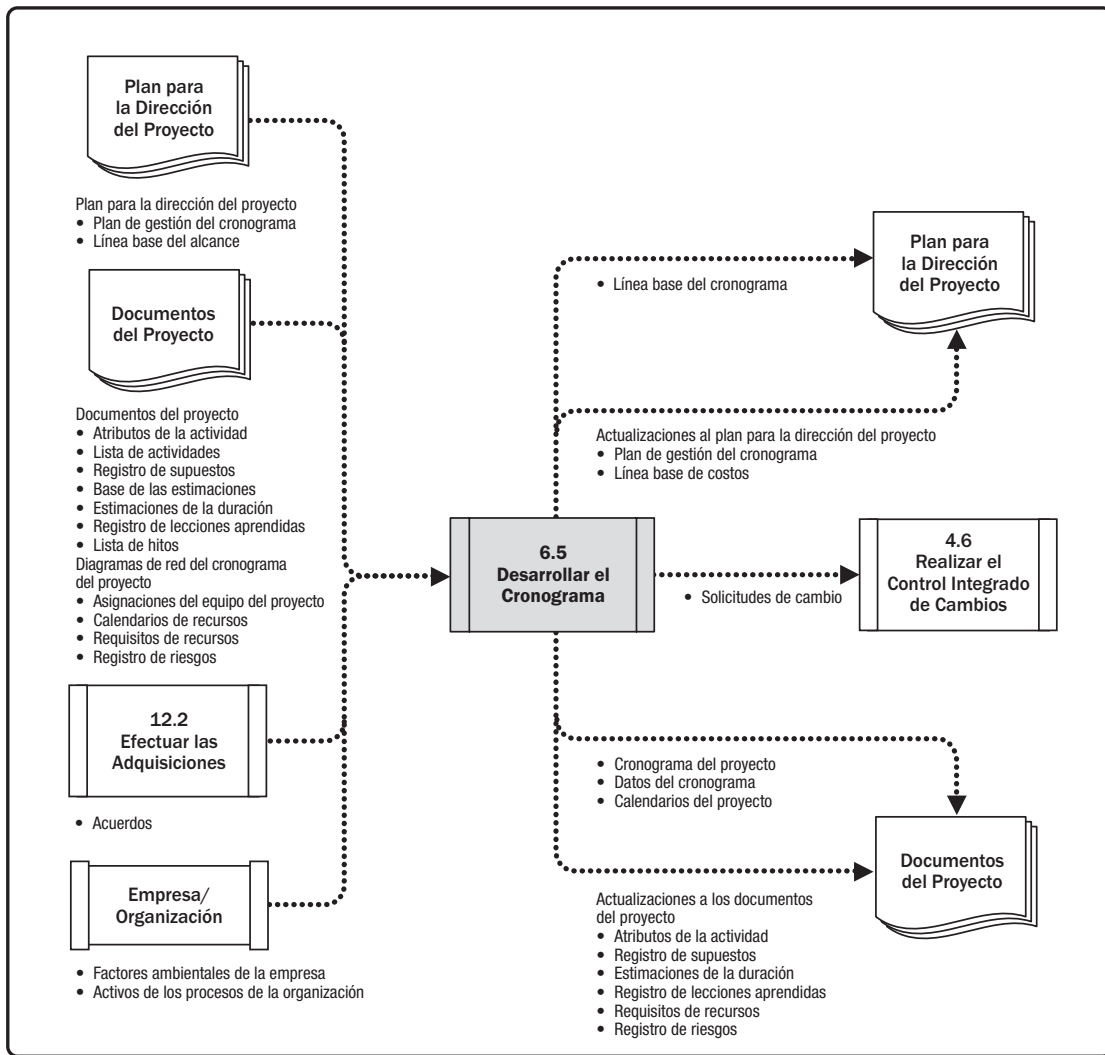 Plan para
la Dirección
del Proyecto
Plan para la dirección del proyecto
• Plan de gestión del cronograma
• Línea base del alcance
Documentos
del Proyecto
Documentos del proyecto
• Atributos de la actividad
• Lista de actividades
• Registro de supuestos
• Base de las estimaciones
• Estimaciones de la duración
• Registro de lecciones aprendidas
• Lista de hitos
Diagramas de red del cronograma
del proyecto
• Asignaciones del equipo del proyecto
• Calendarios de recursos
• Requisitos de recursos
• Registro de riesgos
12.2
Efectuar las
Adquisiciones
• Acuerdos
Empresa/
Organización
• Factores ambientales de la empresa
• Activos de los procesos de la organización
6.5
Desarrollar el
Cronograma
• Línea base del cronograma
Plan para
la Dirección
del Proyecto
Actualizaciones al plan para la dirección del proyecto
• Plan de gestión del cronograma
• Línea base de costos
• Solicitudes de cambio
4.6
Realizar el
Control Integrado
de Cambios
• Cronograma del proyecto
• Datos del cronograma
• Calendarios del proyecto
Documentos
del Proyecto
Actualizaciones a los documentos
del proyecto
• Atributos de la actividad
• Registro de supuestos
• Estimaciones de la duración
• Registro de lecciones aprendidas
• Requisitos de recursos
• Registro de riesgos